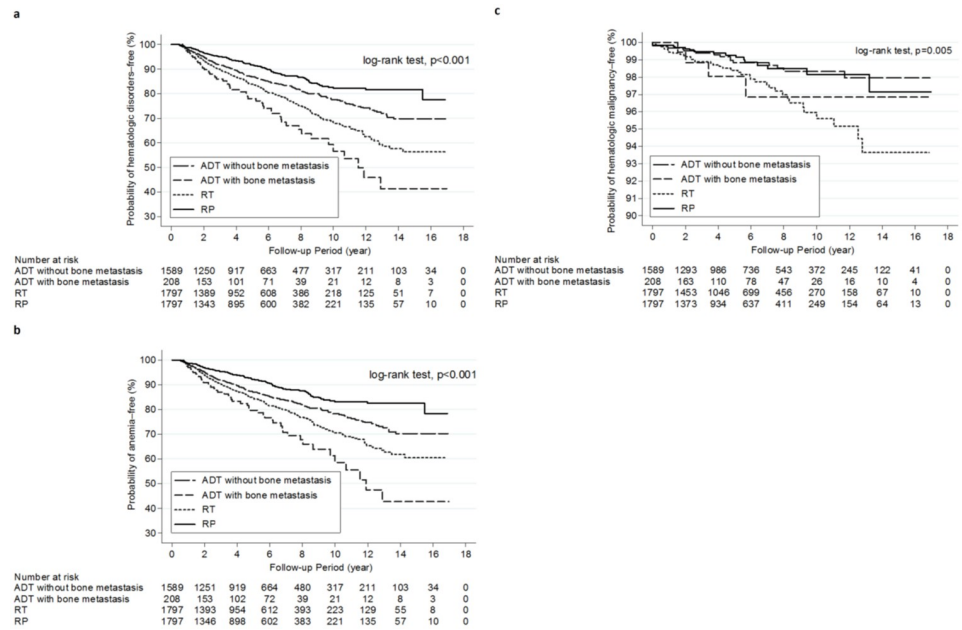 a
Probability of hematologic disorders–free (%)
100
90
80
70
60
50
40
30
log-rank test, p<0.001
ADT without bone metastasis
ADT with bone metastasis
RT
RP
0 2 4 6 8 10 12 14 16 18
Follow-up Period (year)
Number at risk
ADT without bone metastasis 1589 1250 917 663 477 317 211 103 34 0
ADT with bone metastasis 208 153 101 71 39 21 12 8 3 0
RT 1797 1389 952 608 386 218 125 51 7 0
RP 1797 1343 895 600 382 221 135 57 10 0
b
Probability of anemia–free (%)
100
90
80
70
60
50
40
30
log-rank test, p<0.001
ADT without bone metastasis
ADT with bone metastasis
RT
RP
0 2 4 6 8 10 12 14 16 18
Follow-up Period (year)
Number at risk
ADT without bone metastasis 1589 1251 919 664 480 317 211 103 34 0
ADT with bone metastasis 208 153 102 72 39 21 12 8 3 0
RT 1797 1393 954 612 393 223 129 55 8 0
RP 1797 1346 898 602 383 221 135 57 10 0
c
Probability of hematologic malignancy–free (%)
100
99
98
97
96
95
94
93
92
91
90
log-rank test, p=0.005
ADT without bone metastasis
ADT with bone metastasis
RT
RP
0 2 4 6 8 10 12 14 16 18
Follow-up Period (year)
Number at risk
ADT without bone metastasis 1589 1293 986 736 543 372 245 122 41 0
ADT with bone metastasis 208 163 110 78 47 26 16 10 4 0
RT 1797 1453 1046 699 456 270 158 67 10 0
RP 1797 1373 934 637 411 249 154 64 13 0